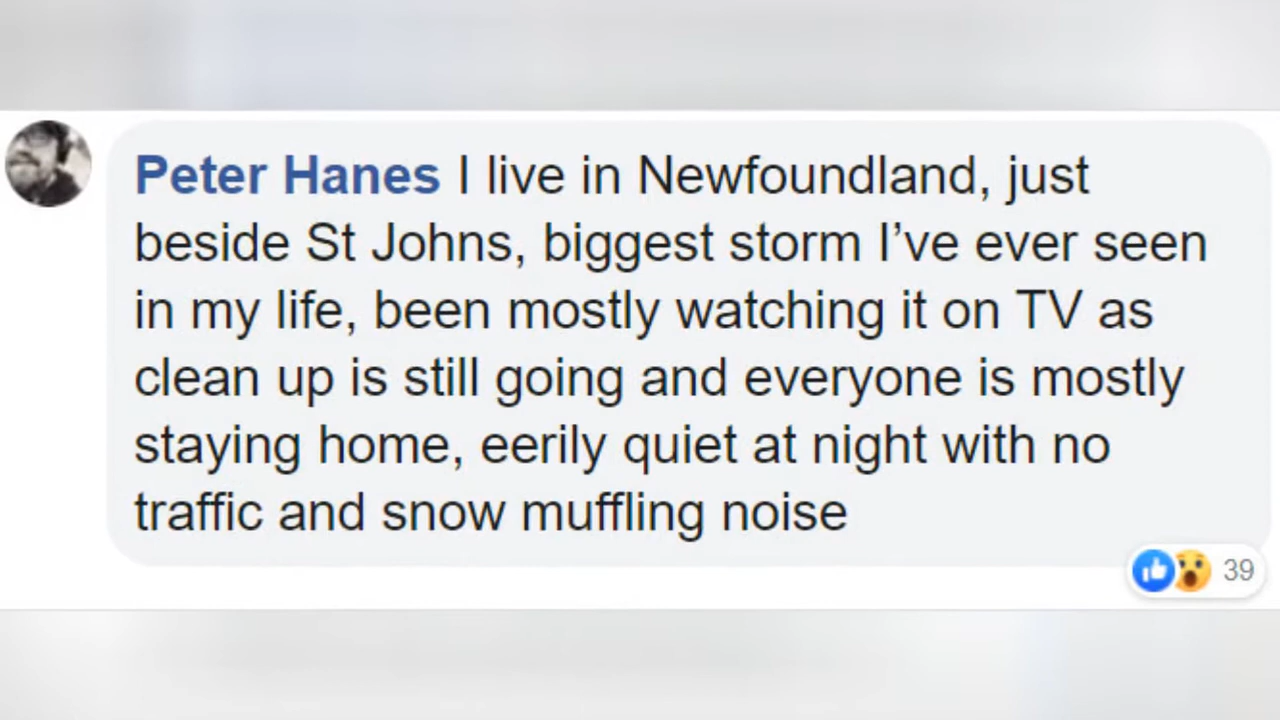 Peter Hanes I live in Newfoundland, just
beside St Johns, biggest storm I’ve ever seen
in my life, been mostly watching it on TV as
clean up is still going and everyone is mostly
staying home, eerily quiet at night with no
traffic and snow muffling noise
39